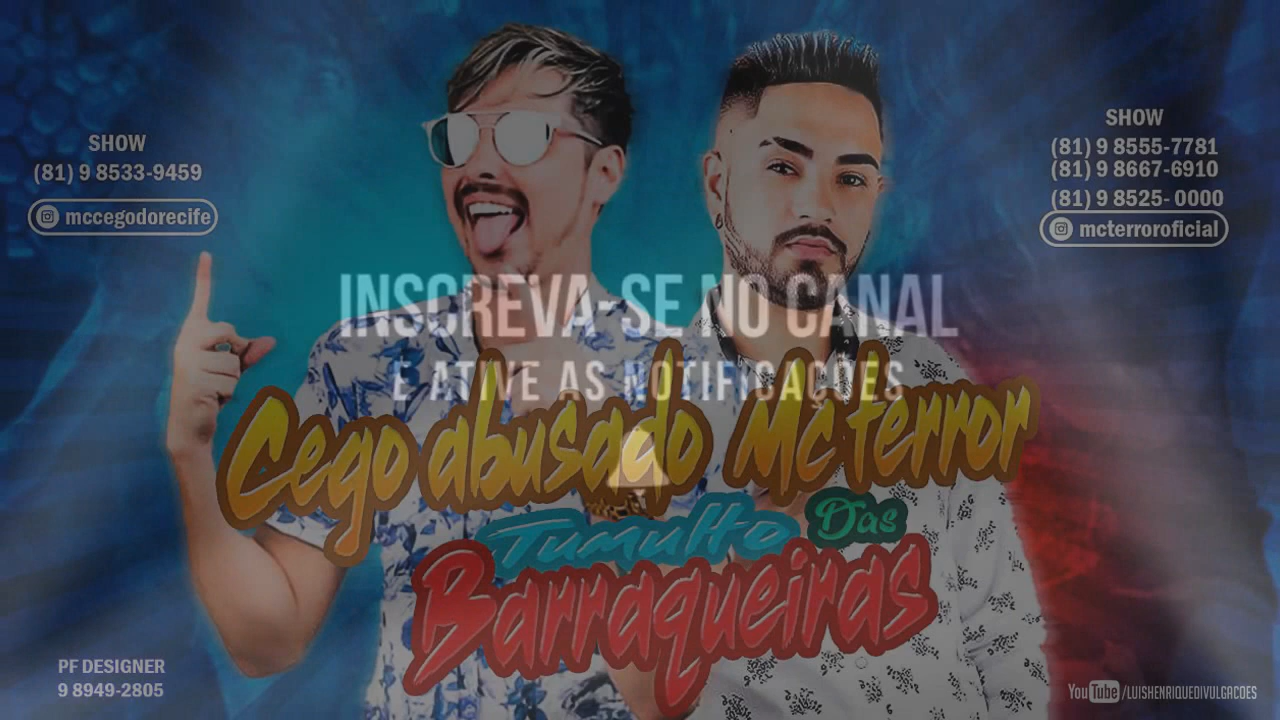 SHOW
(81) 9 8533-9459
mccegodorecife
SHOW
(81) 9 8555-7781
(81) 9 8667-6910
(81) 9 8525- 0000
mcterroroficial
INSCREVA-SE NO CANAL
E ATIVE AS NOTIFICAÇÕES
Cego abusado Mc terror
Tumulto Das
Barraqueiras
PF DESIGNER
9 8949-2805
YouTube /LUISHENRIQUEDIVULGACOES